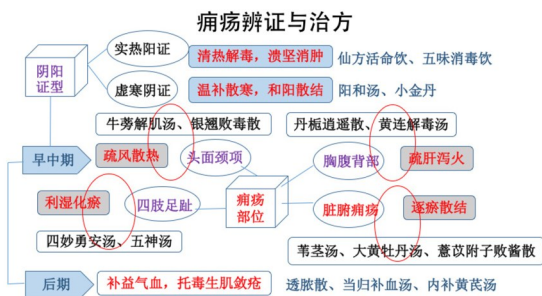 痈疡辨证与治方
实热阳证
清热解毒，溃坚消肿
仙方活命饮、五味消毒饮
阴阳
证型
虚寒阴证
温补散寒，和阳散结
阳和汤、小金丹
牛蒡解肌汤、银翘败毒散
丹栀逍遥散、黄连解毒汤
早中期
疏风散热
头面颈项
胸腹背部
疏肝泻火
利湿化瘀
四肢足趾
痈疡
部位
脏腑痈疡
逐瘀散结
四妙勇安汤、五神汤
苇茎汤、大黄牡丹汤、薏苡附子败酱散
后期
补益气血，托毒生肌敛疮
透脓散、当归补血汤、内补黄芪汤